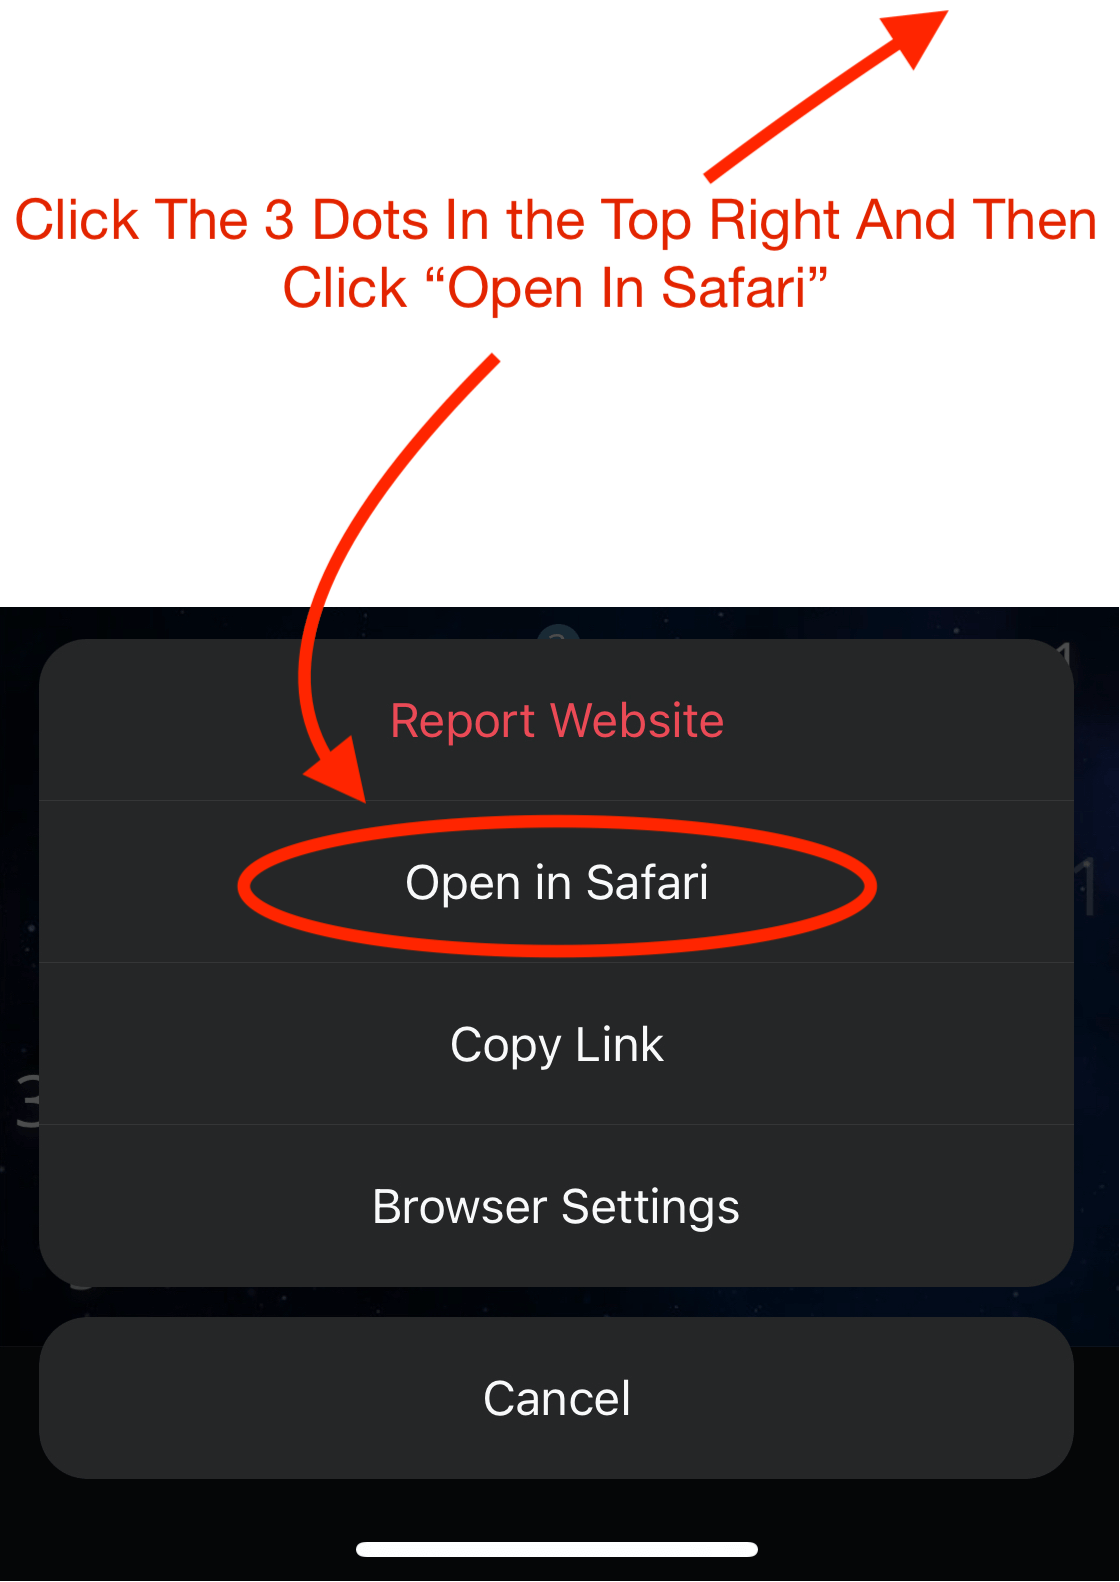 Click The 3 Dots In the Top Right And Then
Click “Open In Safari”
Report Website
Open in Safari
Copy Link
Browser Settings
Cancel